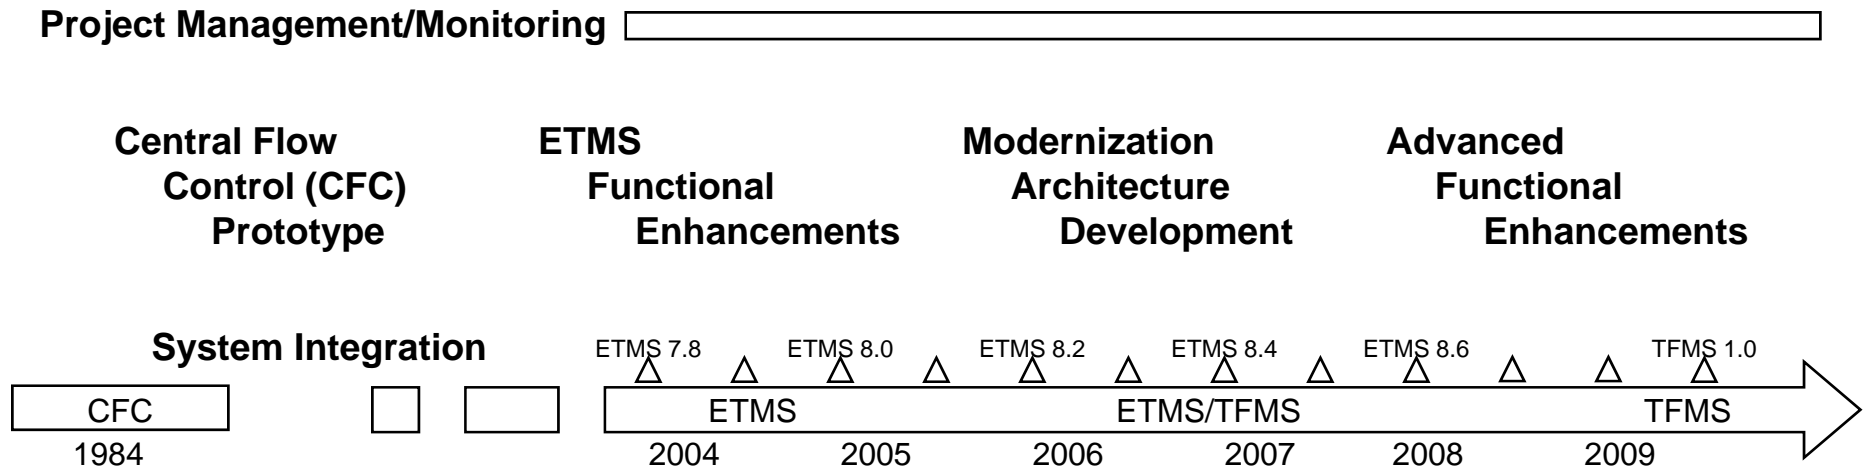 Project Management/Monitoring
Central Flow
Control (CFC)
Prototype
ETMS
Functional
Enhancements
Modernization
Architecture
Development
Advanced
Functional
Enhancements
System Integration
ETMS 7.8 ETMS 8.0 ETMS 8.2 ETMS 8.4 ETMS 8.6 TFMS 1.0
CFC ETMS ETMS/TFMS TFMS
1984 2004 2005 2006 2007 2008 2009